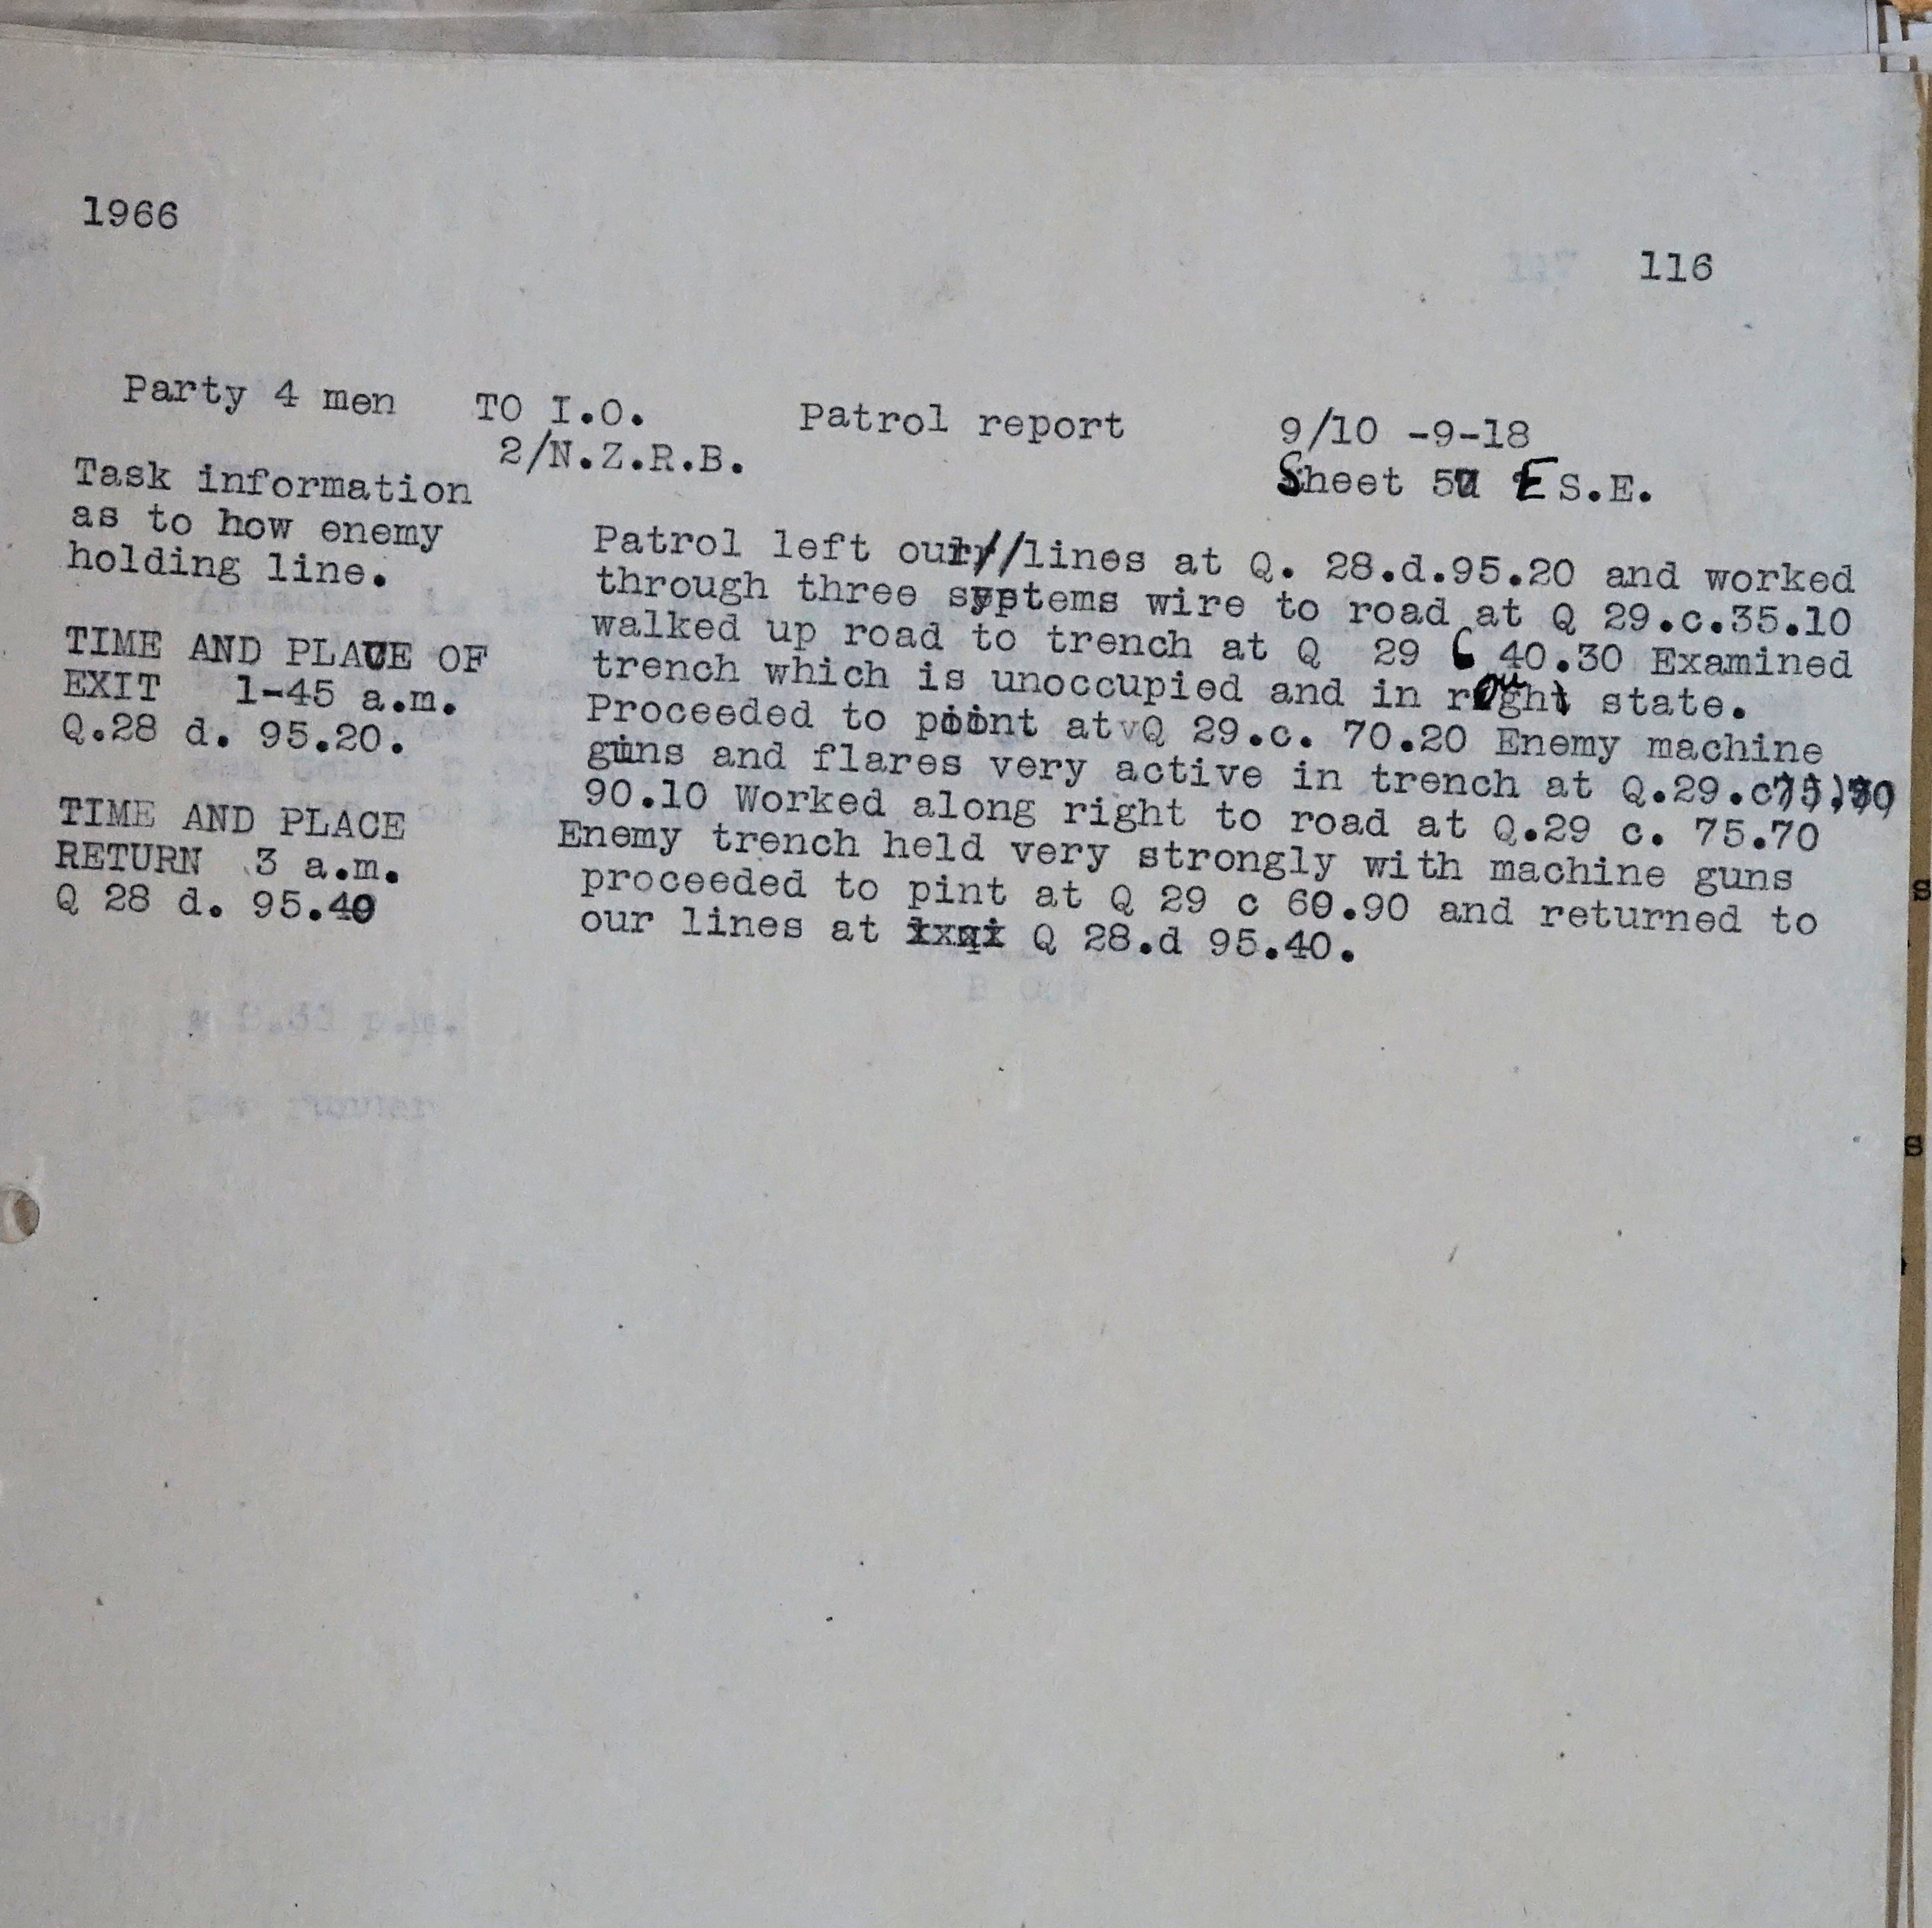 1966
116
Party 4 men TO I.O. Patrol report 9/10 -9-18
2/N.Z.R.B. Sheet 57 E S.E.
Task information
as to how enemy
holding line.
TIME AND PLACE OF
EXIT 1-45 a.m.
Q.28 d. 95.20.
TIME AND PLACE
RETURN 3 a.m.
Q 28 d. 95.40
Patrol left our//lines at Q. 28.d.95.20 and worked
through three systems wire to road at Q 29.c.35.10
walked up road to trench at Q 29 C 40.30 Examined
trench which is unoccupied and in rough state.
Proceeded to point at Q 29.c. 70.20 Enemy machine
guns and flares very active in trench at Q.29.c
90.10 Worked along right to road at Q.29 c. 75.70
Enemy trench held very strongly with machine guns
proceeded to pint at Q 29 c 60.90 and returned to
our lines at Q 28.d 95.40.